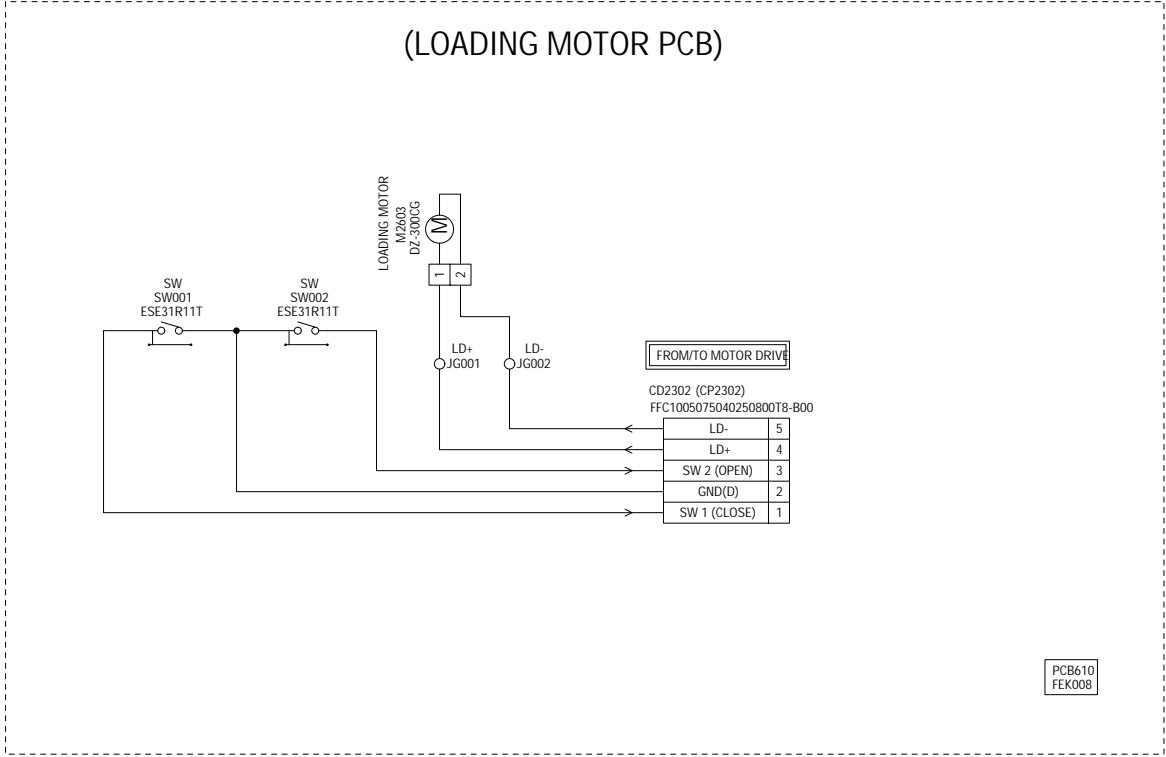 (LOADING MOTOR PCB)
LOADING MOTOR
M2603
DZ-300CG
M
1 2
SW
SW001
ESE31R11T
SW
SW002
ESE31R11T
LD+
JG001
LD-
JG002
FROM/TO MOTOR DRIVE
CD2302 (CP2302)
FFC1005075040250800T8-B00
LD- 5
LD+ 4
SW 2 (OPEN) 3
GND(D) 2
SW 1 (CLOSE) 1
PCB610
FEK008